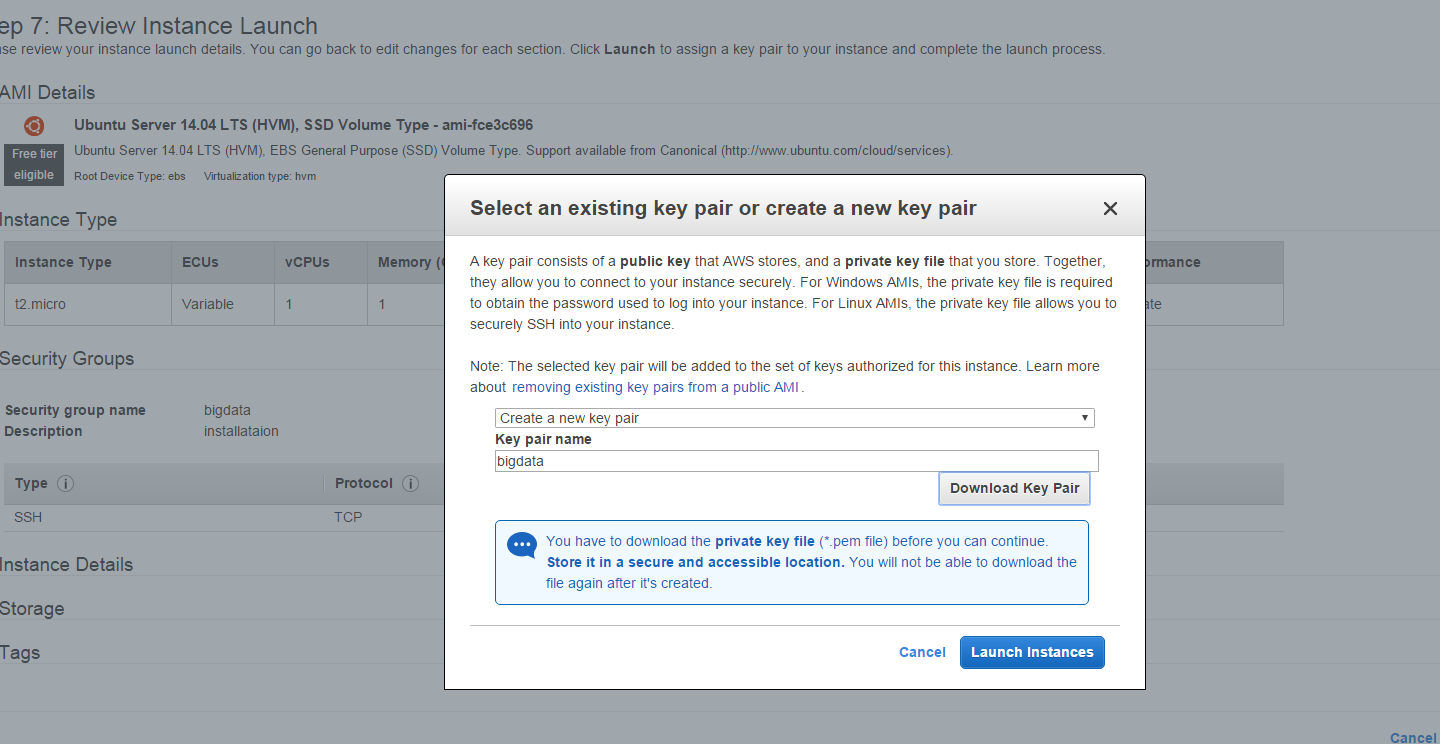 ep 7: Review Instance Launch
se review your instance launch details. You can go back to edit changes for each section. Click Launch to assign a key pair to your instance and complete the launch process.
AMI Details
Ubuntu Server 14.04 LTS (HVM), SSD Volume Type - ami-fce3c696
Free tier
eligible
Ubuntu Server 14.04 LTS (HVM), EBS General Purpose (SSD) Volume Type. Support available from Canonical (http://www.ubuntu.com/cloud/services).
Root Device Type: ebs Virtualization type: hvm
Select an existing key pair or create a new key pair
Instance Type
Instance Type ECUs vCPUs Memory ( ormance
t2.micro Variable 1 1 ate
A key pair consists of a public key that AWS stores, and a private key file that you store. Together,
they allow you to connect to your instance securely. For Windows AMIs, the private key file is required
to obtain the password used to log into your instance. For Linux AMIs, the private key file allows you to
securely SSH into your instance.
Note: The selected key pair will be added to the set of keys authorized for this instance. Learn more
about removing existing key pairs from a public AMI .
Create a new key pair
Key pair name
bigdata
Download Key Pair
You have to download the private key file (*.pem file) before you can continue.
Store it in a secure and accessible location. You will not be able to download the
file again after it's created.
Cancel Launch Instances
Security Groups
Security group name bigdata
Description installataion
Type i Protocol i
SSH TCP
Instance Details
Storage
Tags
Cancel